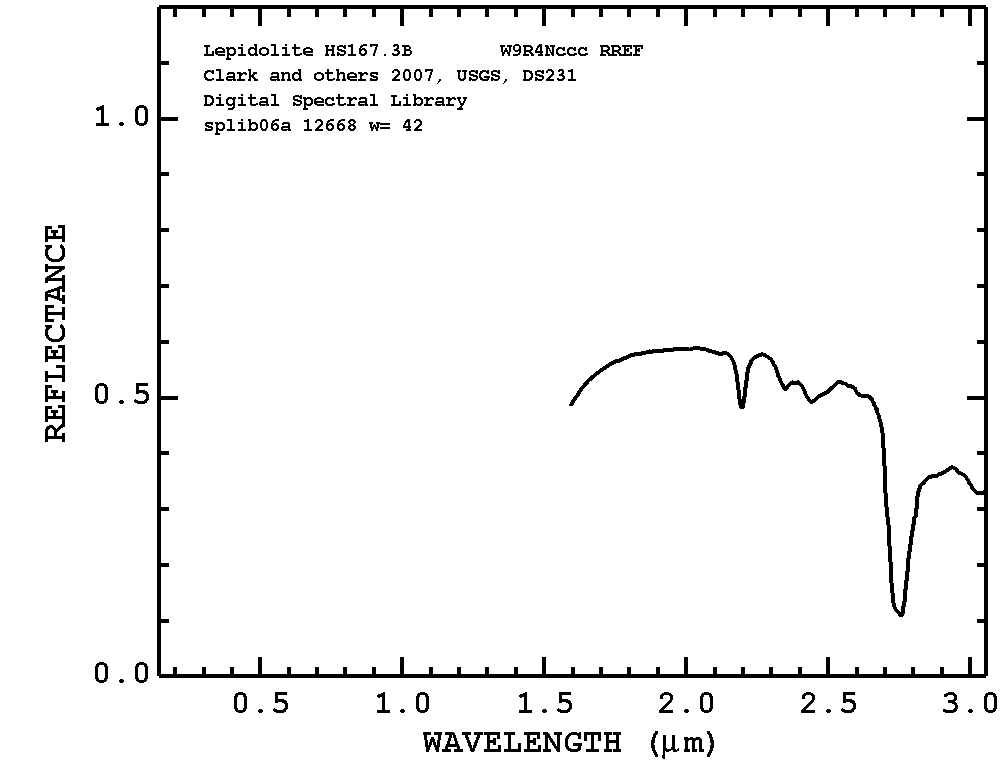 Lepidolite HS167.3B W9R4Nccc RREF
Clark and others 2007, USGS, DS231
Digital Spectral Library
splib06a 12668 w= 42
1.0
0.5
0.0
REFLECTANCE
0.5 1.0 1.5 2.0 2.5 3.0
WAVELENGTH (μm)